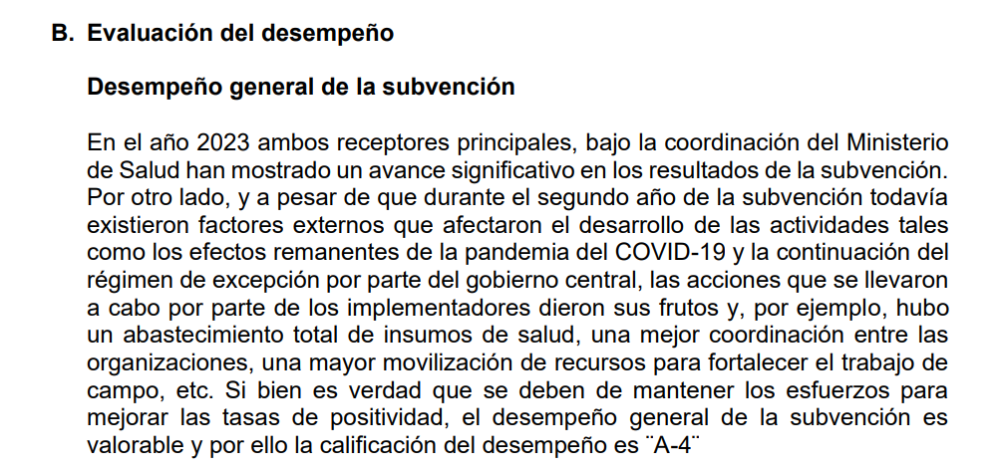 B. Evaluación del desempeño
Desempeño general de la subvención
En el año 2023 ambos receptores principales, bajo la coordinación del Ministerio
de Salud han mostrado un avance significativo en los resultados de la subvención.
Por otro lado, y a pesar de que durante el segundo año de la subvención todavía
existieron factores externos que afectaron el desarrollo de las actividades tales
como los efectos remanentes de la pandemia del COVID-19 y la continuación del
régimen de excepción por parte del gobierno central, las acciones que se llevaron
a cabo por parte de los implementadores dieron sus frutos y, por ejemplo, hubo
un abastecimiento total de insumos de salud, una mejor coordinación entre las
organizaciones, una mayor movilización de recursos para fortalecer el trabajo de
campo, etc. Si bien es verdad que se deben de mantener los esfuerzos para
mejorar las tasas de positividad, el desempeño general de la subvención es
valorable y por ello la calificación del desempeño es ¨A-4¨